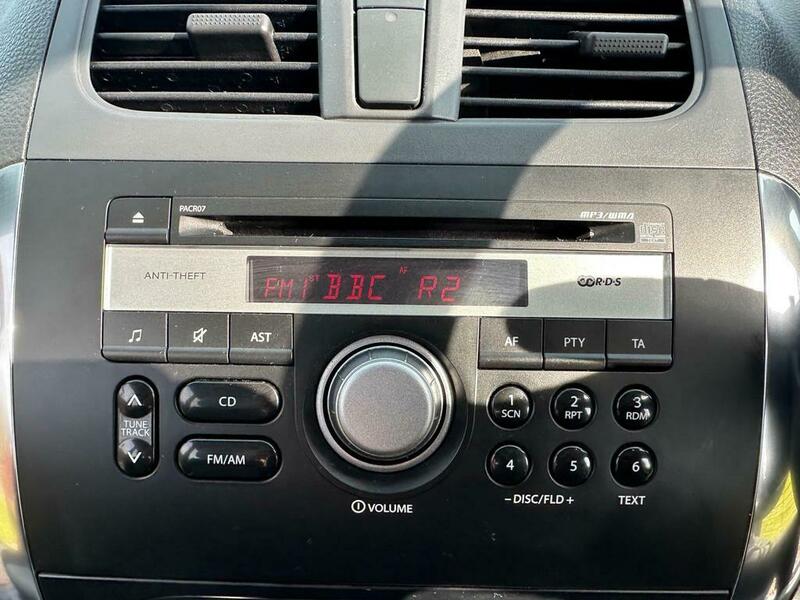 PACR07
MP3/WMA
ANTI-THEFT
1 ST AF
FM1 BBC R2
R·D·S
AST
AF
PTY
TA
TUNE
TRACK
CD
FM/AM
1
SCN
2
RPT
3
RDM
4
5
6
– DISC/FLD +
TEXT
VOLUME